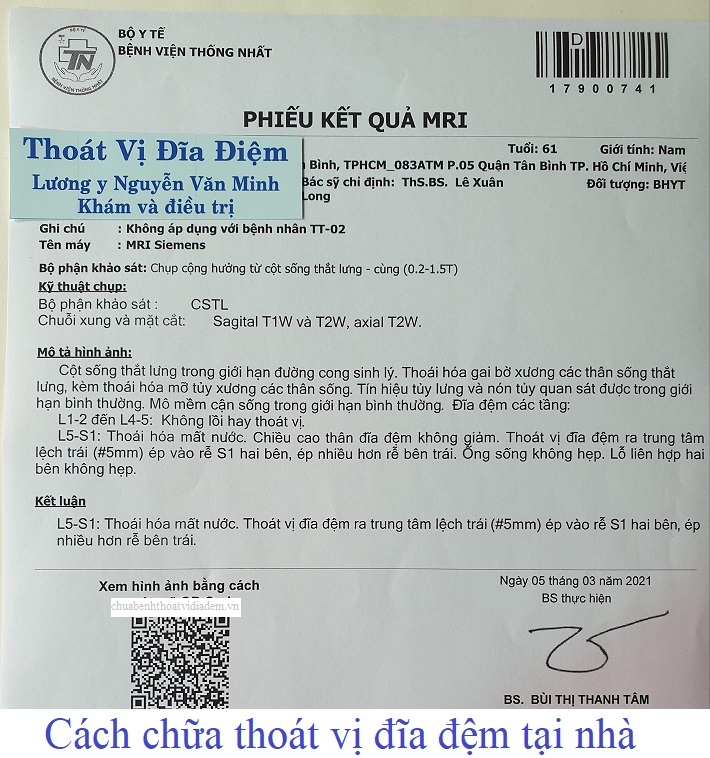 BỘ Y TẾ
BỆNH VIỆN THỐNG NHẤT
BỘ Y TẾ
TN
BỆNH VIỆN THỐNG NHẤT
D
17900741
PHIẾU KẾT QUẢ MRI
Thoát Vị Đĩa Điệm
Lương y Nguyễn Văn Minh
Khám và điều trị
Tuổi: 61 Giới tính: Nam
Bình, TPHCM_083ATM P.05 Quận Tân Bình TP. Hồ Chí Minh, Việ
Bác sỹ chỉ định: ThS.BS. Lê Xuân Đối tượng: BHYT
Long
Ghi chú : Không áp dụng với bệnh nhân TT-02
Tên máy : MRI Siemens
Bộ phận khảo sát: Chụp cộng hưởng từ cột sống thắt lưng - cùng (0.2-1.5T)
Kỹ thuật chụp:
Bộ phận khảo sát : CSTL
Chuỗi xung và mặt cắt: Sagital T1W và T2W, axial T2W.
Mô tả hình ảnh:
Cột sống thắt lưng trong giới hạn đường cong sinh lý. Thoái hóa gai bờ xương các thân sống thắt
lưng, kèm thoái hóa mỡ tủy xương các thân sống. Tín hiệu tủy lưng và nón tủy quan sát được trong giới
hạn bình thường. Mô mềm cận sống trong giới hạn bình thường. Đĩa đệm các tầng:
L1-2 đến L4-5: Không lồi hay thoát vị.
L5-S1: Thoái hóa mất nước. Chiều cao thân đĩa đệm không giảm. Thoát vị đĩa đệm ra trung tâm
lệch trái (#5mm) ép vào rễ S1 hai bên, ép nhiều hơn rễ bên trái. Ống sống không hẹp. Lỗ liên hợp hai
bên không hẹp.
Kết luận
L5-S1: Thoái hóa mất nước. Thoát vị đĩa đệm ra trung tâm lệch trái (#5mm) ép vào rễ S1 hai bên, ép
nhiều hơn rễ bên trái.
Xem hình ảnh bằng cách
chuabenhthoatvidiadem.vn
Ngày 05 tháng 03 năm 2021
BS thực hiện
BS. BÙI THỊ THANH TÂM
Cách chữa thoát vị đĩa đệm tại nhà